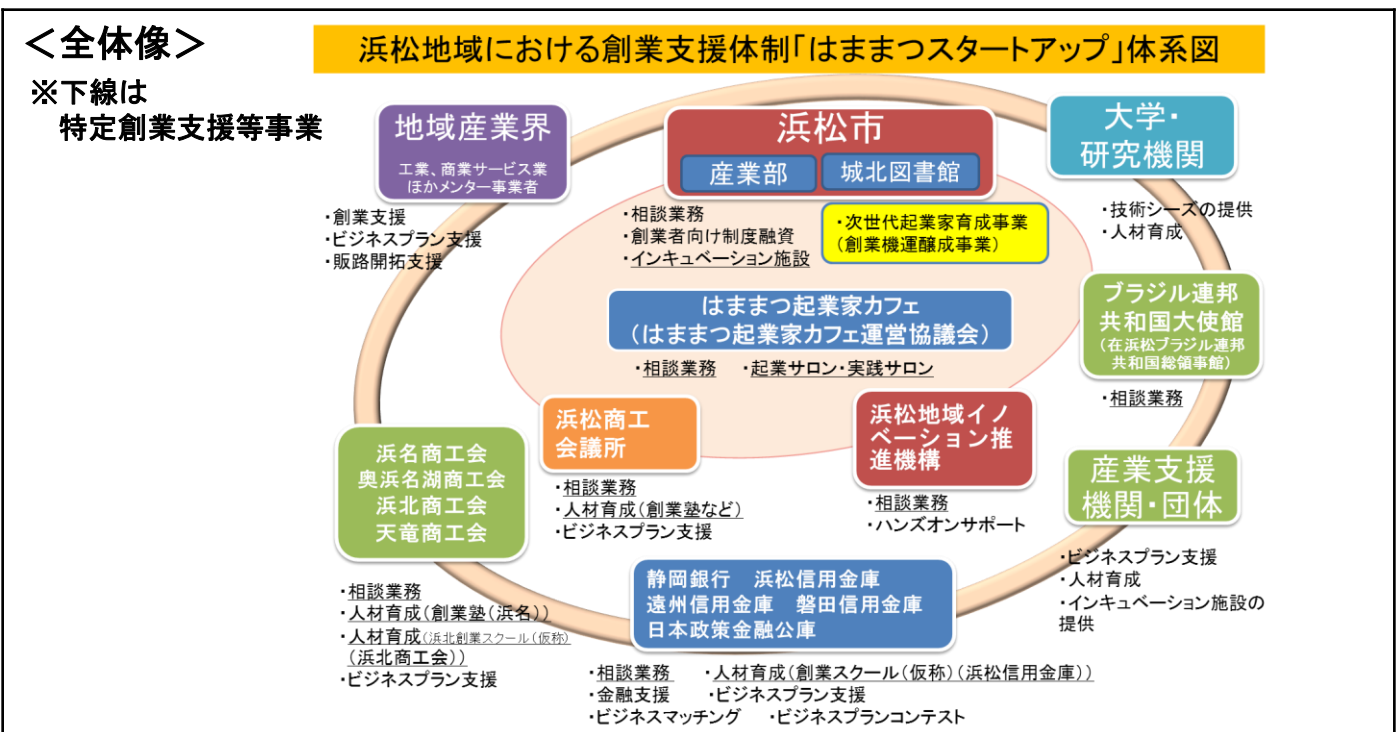 ＜全体像＞
※下線は
特定創業支援等事業
浜松地域における創業支援体制「はままつスタートアップ」体系図
地域産業界
工業、商業サービス業
ほかメンター事業者
・創業支援
・ビジネスプラン支援
・販路開拓支援
浜松市
産業部
城北図書館
・相談業務
・創業者向け制度融資
・インキュベーション施設
・次世代起業家育成事業
（創業機運醸成事業）
大学・
研究機関
・技術シーズの提供
・人材育成
はままつ起業家カフェ
（はままつ起業家カフェ運営協議会）
・相談業務　・起業サロン・実践サロン
ブラジル連邦
共和国大使館
（在浜松ブラジル連邦
共和国総領事館）
・相談業務
浜松商工
会議所
・相談業務
・人材育成（創業塾など）
・ビジネスプラン支援
浜松地域イノ
ベーション推
進機構
・相談業務
・ハンズオンサポート
浜名商工会
奥浜名湖商工会
浜北商工会
天竜商工会
・相談業務
・人材育成（創業塾（浜名））
・人材育成（浜北創業スクール（仮称）
（浜北商工会））
・ビジネスプラン支援
産業支援
機関・団体
・ビジネスプラン支援
・人材育成
・インキュベーション施設の
提供
静岡銀行　浜松信用金庫
遠州信用金庫　磐田信用金庫
日本政策金融公庫
・相談業務　・人材育成（創業スクール（仮称）（浜松信用金庫））
・金融支援　・ビジネスプラン支援
・ビジネスマッチング　・ビジネスプランコンテスト